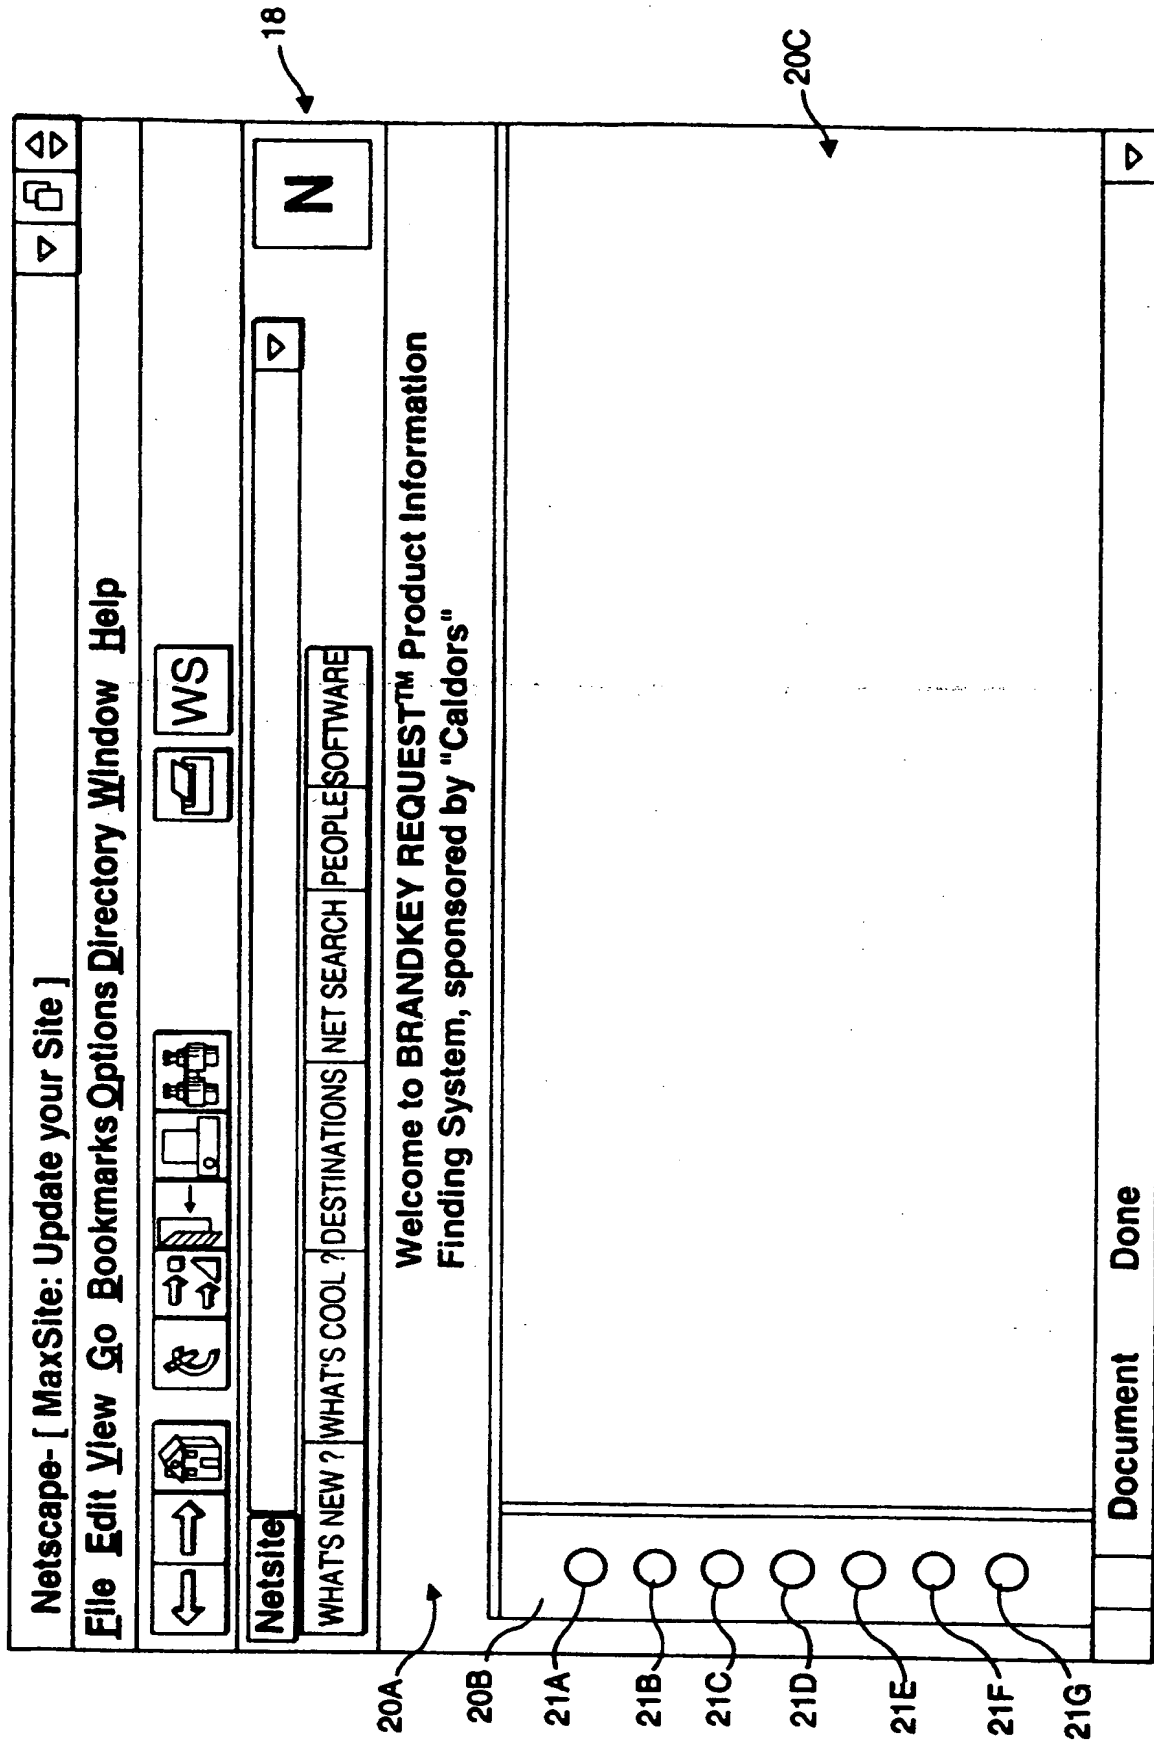 18
Netscape- [ MaxSite: Update your Site ]
File Edit View Go Bookmarks Options Directory Window Help
WS
Netsite
N
WHAT'S NEW ? WHAT'S COOL ? DESTINATIONS NET SEARCH PEOPLE SOFTWARE
Welcome to BRANDKEY REQUEST™ Product Information
Finding System, sponsored by "Caldors"
20A
20B
20C
21A
21B
21C
21D
21E
21F
21G
Document Done